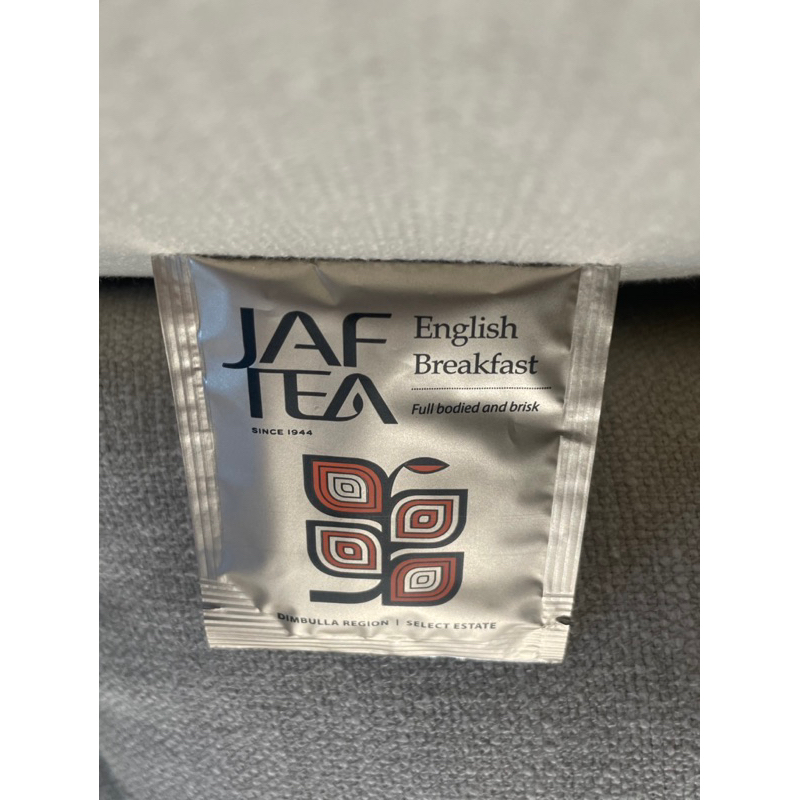 JAF
TEA
SINCE 1944
English
Breakfast
Full bodied and brisk
DIMBULLA REGION | SELECT ESTATE